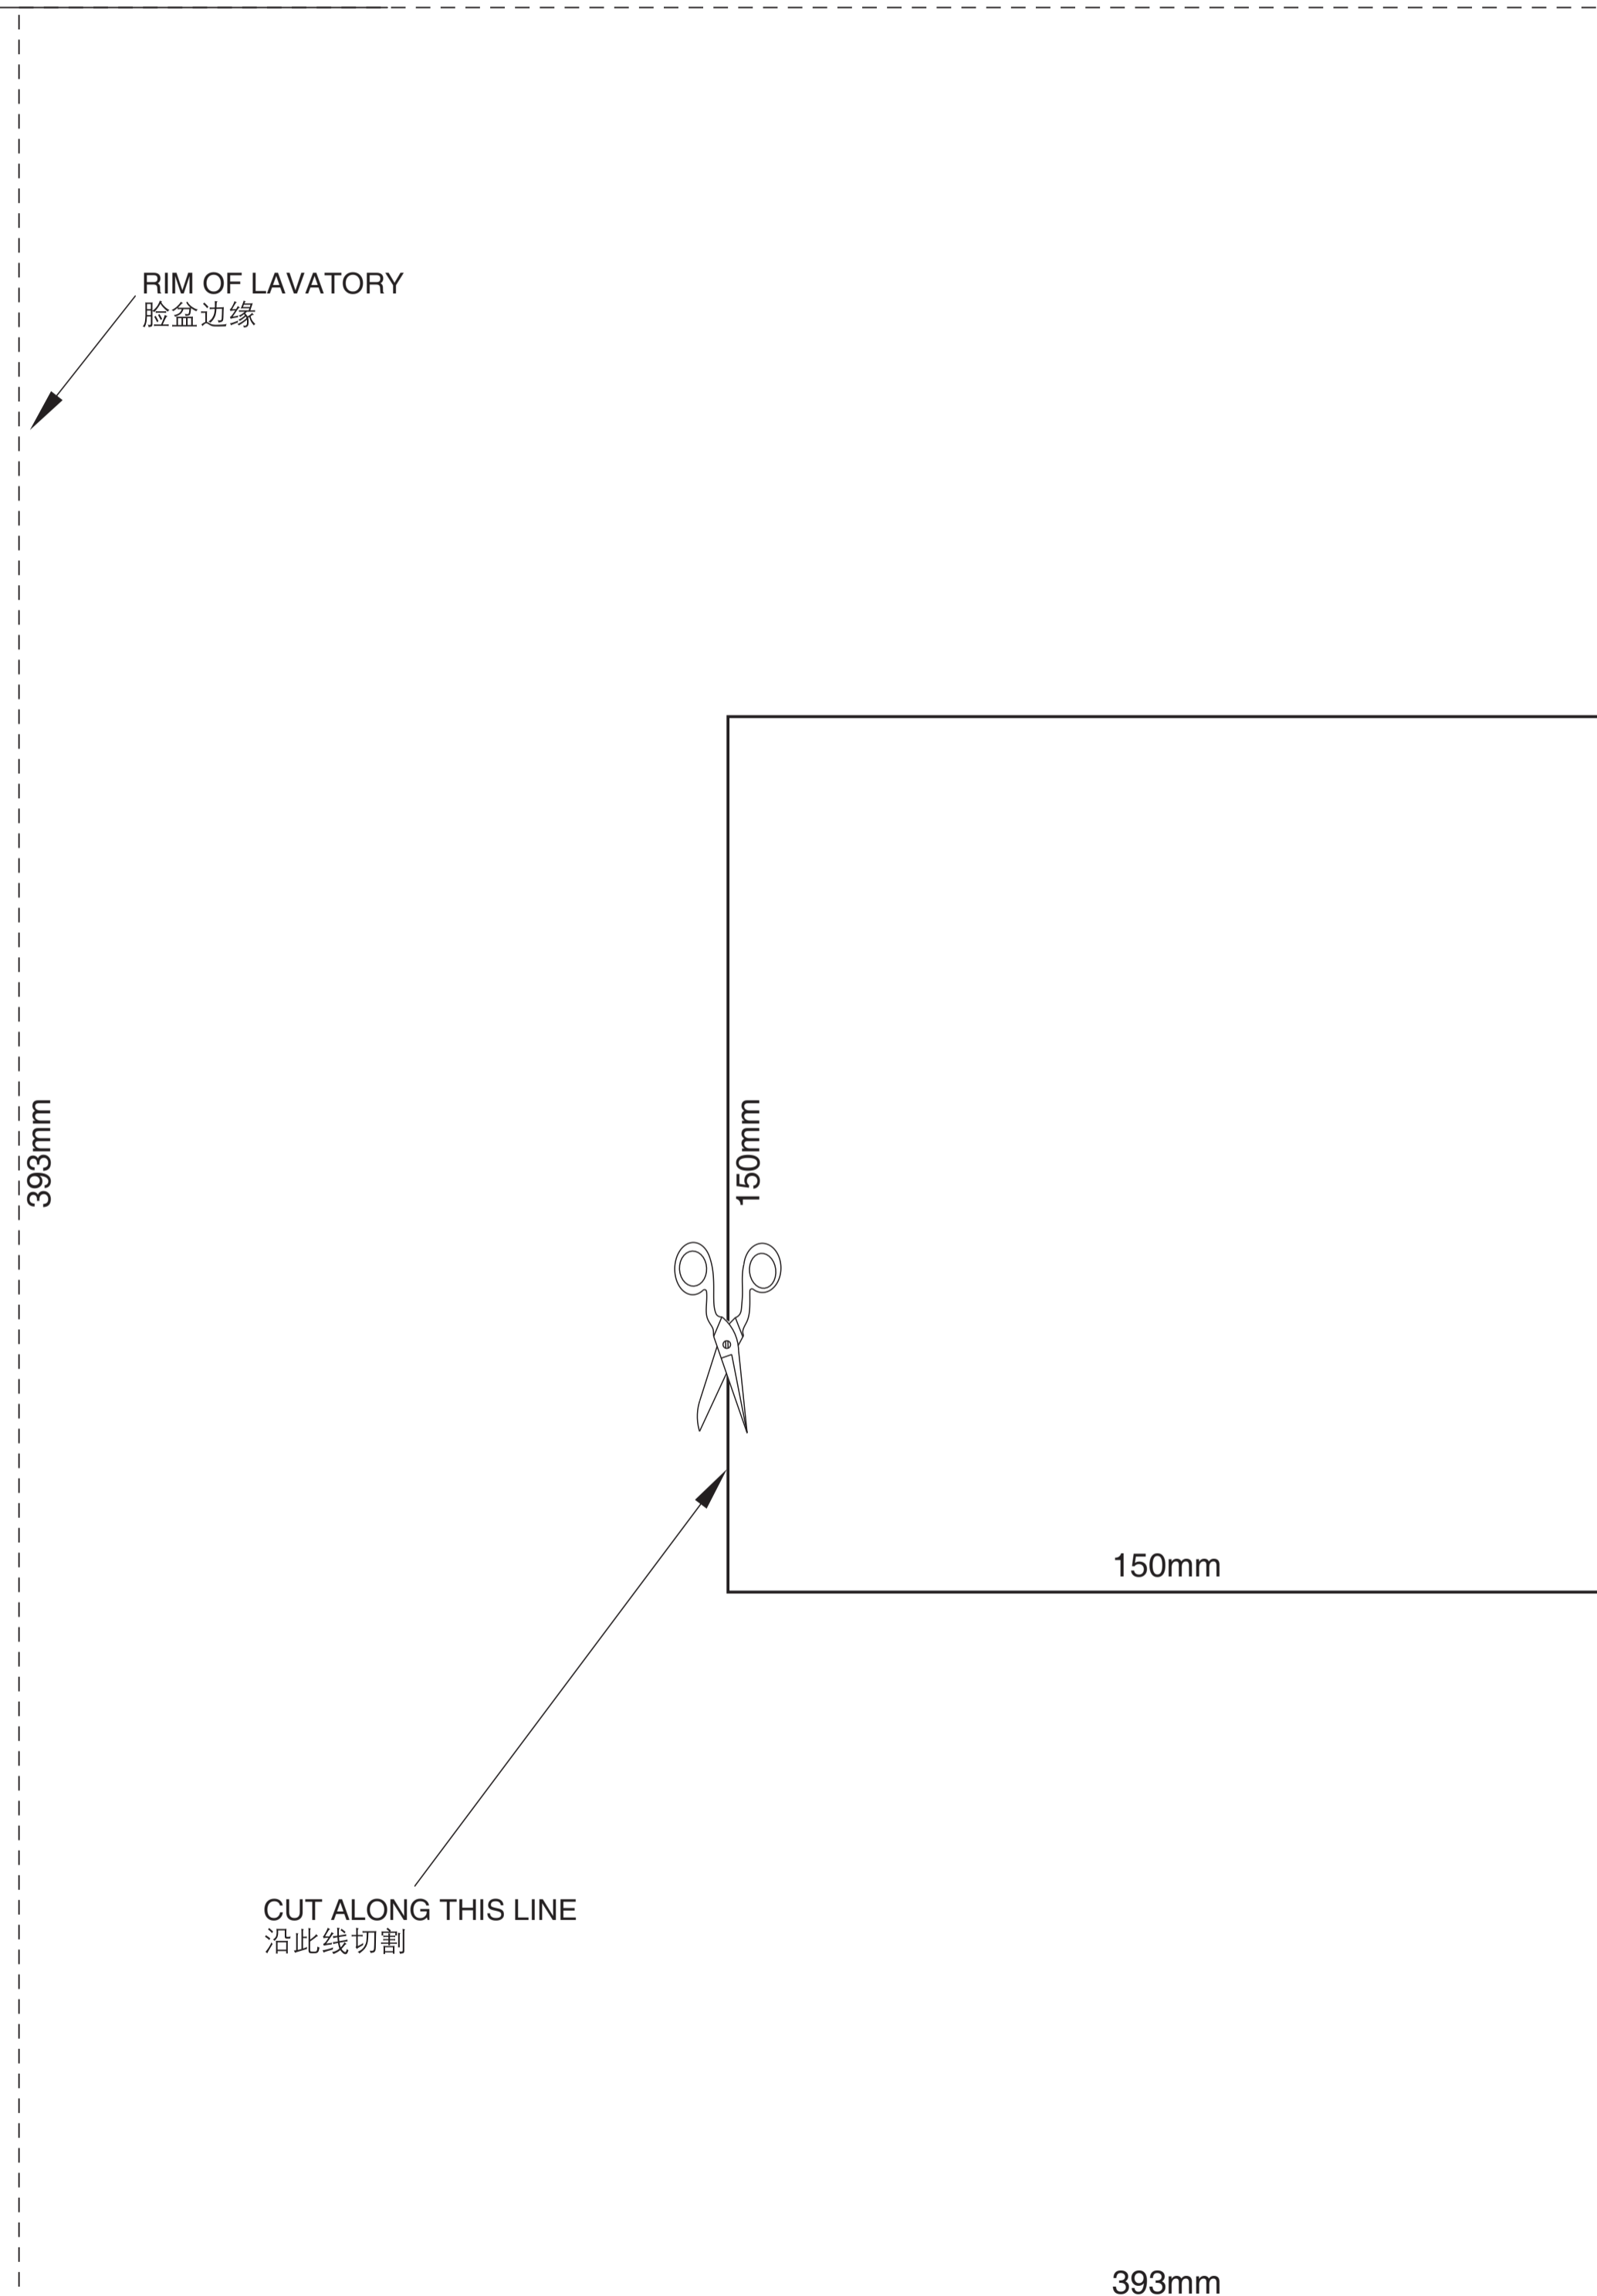 RIM OF LAVATORY
脸盆边缘
393mm
150mm
150mm
CUT ALONG THIS LINE
沿此线切割
393mm